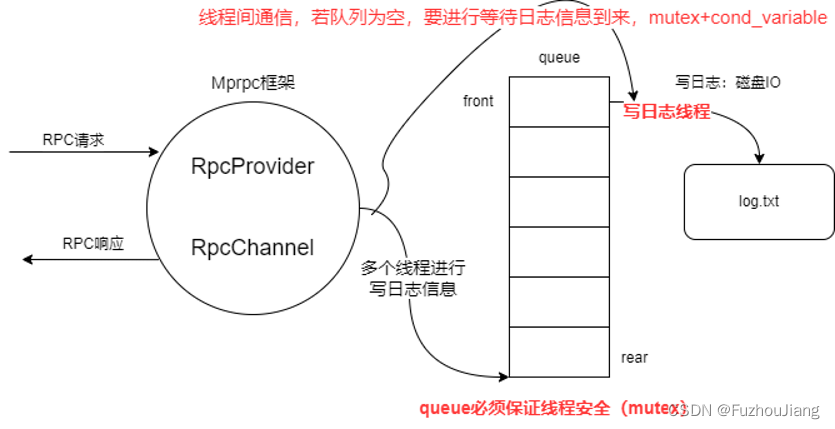 线程间通信，若队列为空，要进行等待日志信息到来，mutex+cond_variable
queue
Mprpc框架
写日志：磁盘IO
front
写日志线程
RPC请求
RpcProvider
log.txt
RpcChannel
RPC响应
多个线程进行
写日志信息
rear
queue必须保证线程安全（mutex）
CSDN @FuzhouJiang